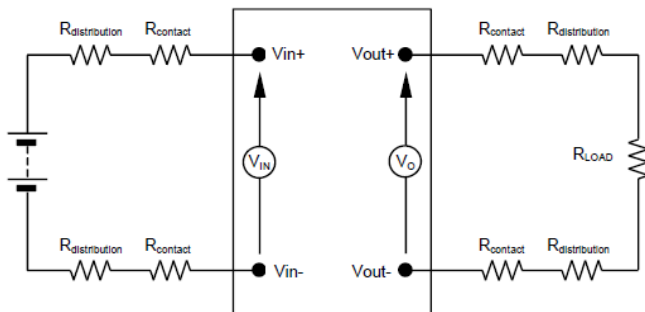 Rdistribution Rcontact Vin+ Vout+ Rcontact Rdistribution
VIN VO RLOAD
Rdistribution Rcontact Vin- Vout- Rcontact Rdistribution